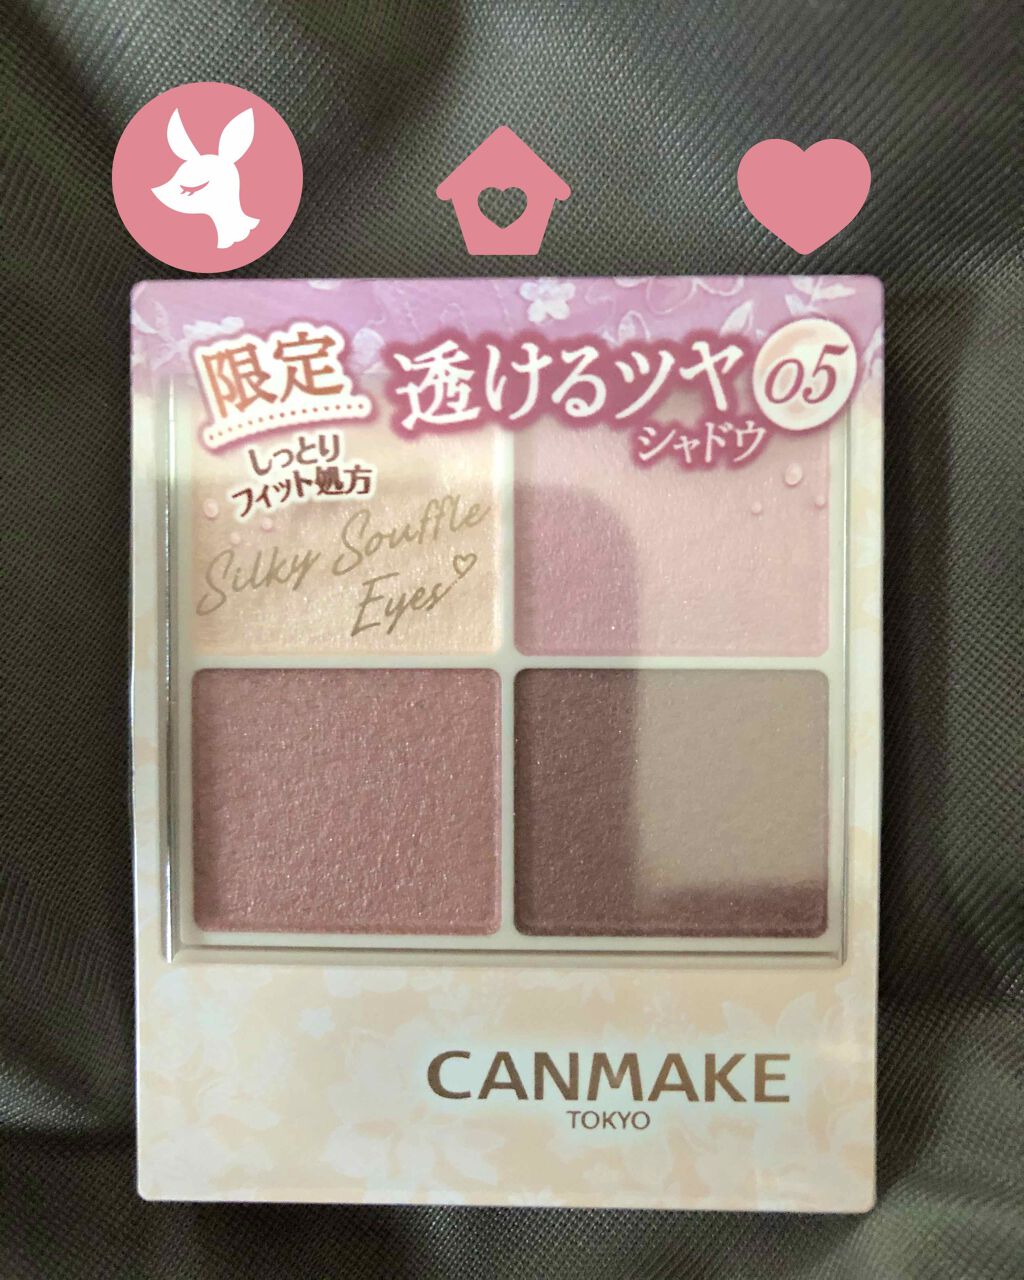 限定
透けるツヤ
05
シャドウ
しっとり
フィット処方
Silky Souffle
Eyes
CANMAKE
TOKYO